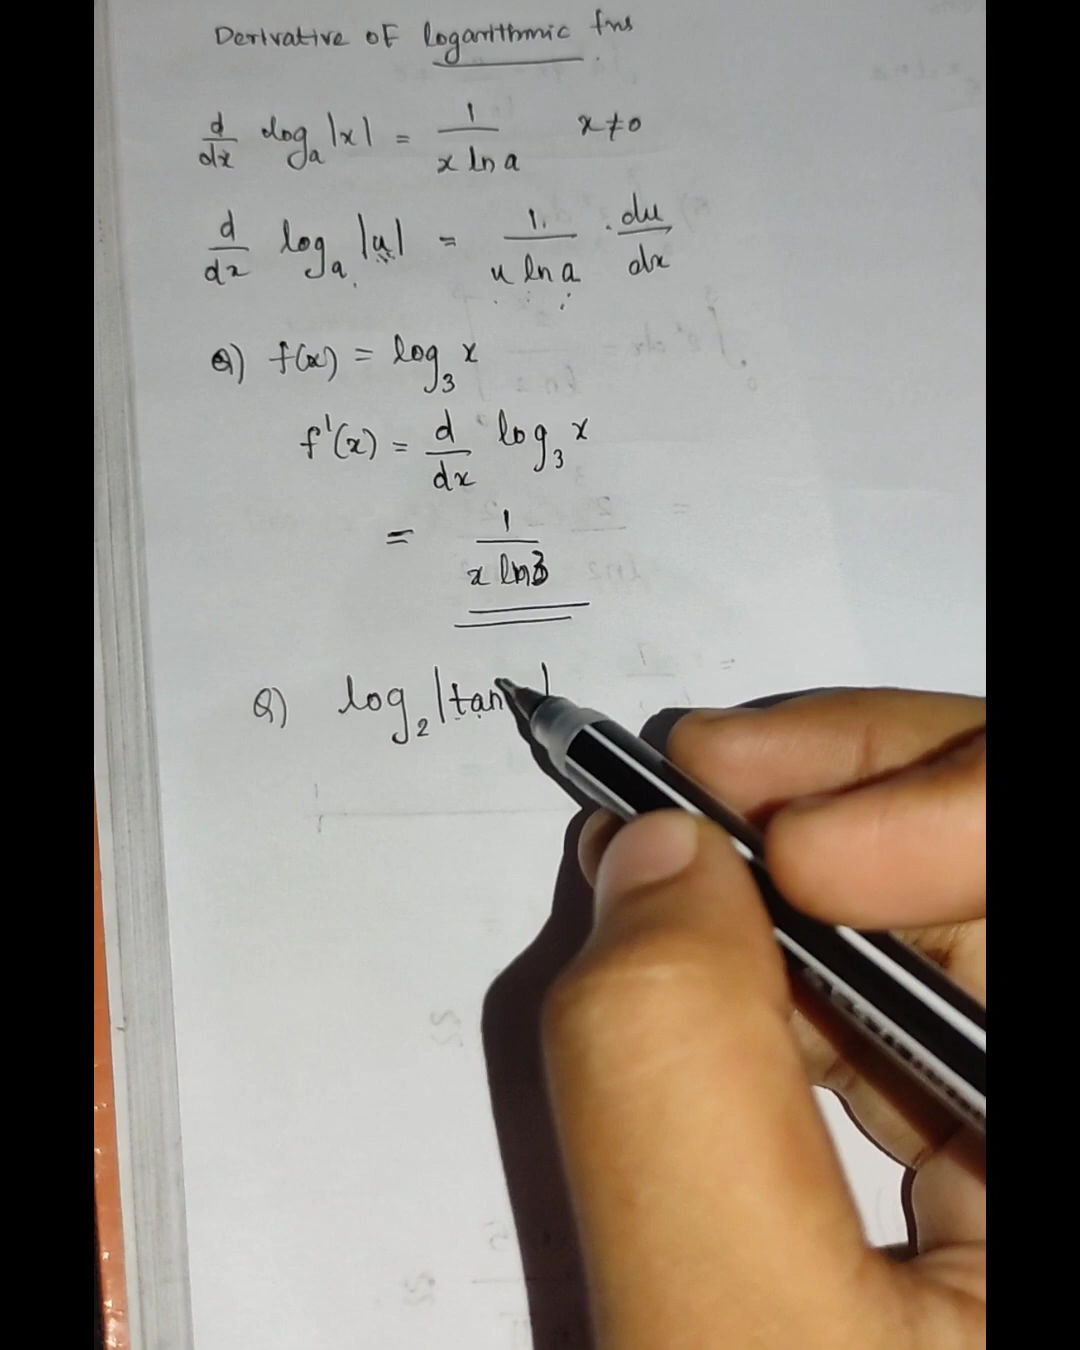 Derivative OF logarithmic fns
d/dx log_a |x| = 1/(x ln a) x≠0
d/dx log_a |u| = 1/(u ln a) · du/dx
Q) f(x) = log_3 x
f'(x) = d/dx log_3 x
= 1/(x ln3)
Q) log_2 |tan |